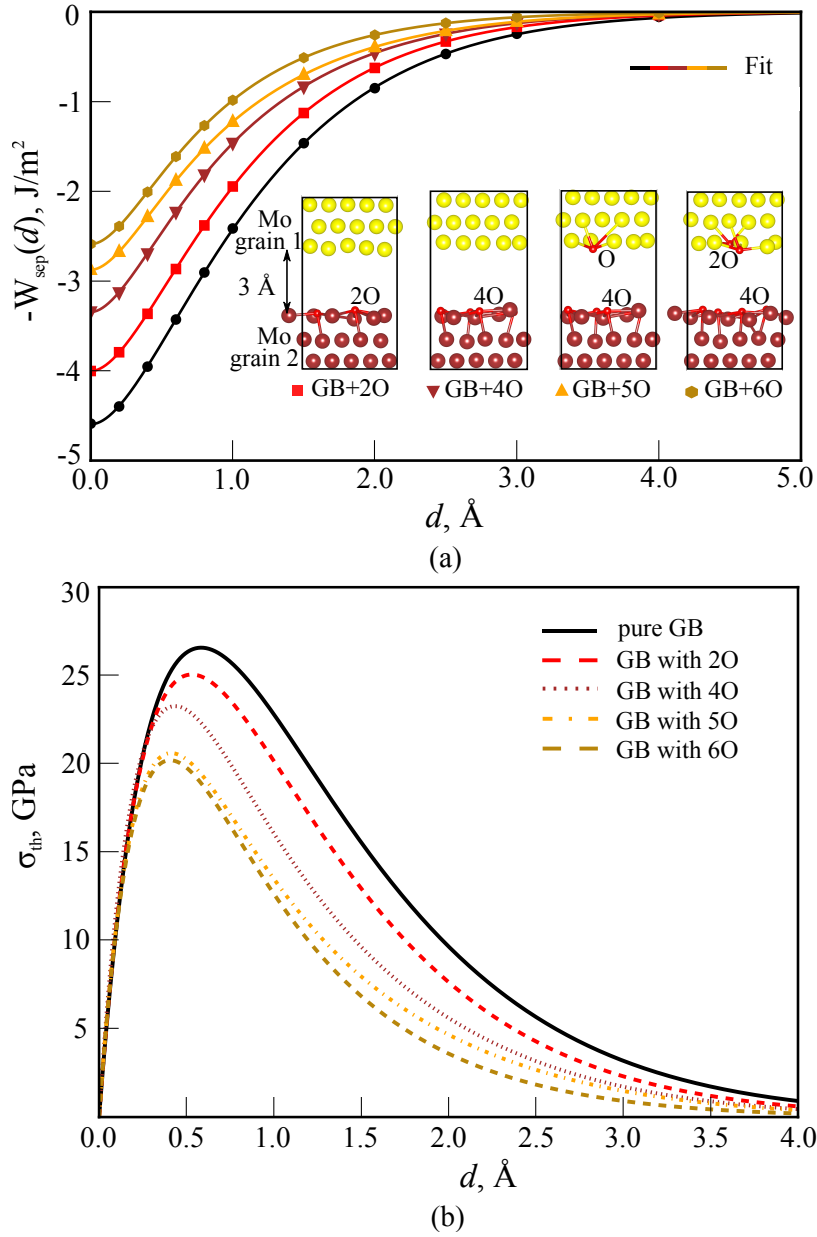 0
-1
-2
-3
-4
-5
-W_sep(d), J/m²
Fit
Mo
grain 1
3 Å
Mo
grain 2
2O
4O
O
4O
2O
4O
GB+2O
GB+4O
GB+5O
GB+6O
0.0
1.0
2.0
3.0
4.0
5.0
d, Å
(a)
30
25
20
15
10
5
σ_th, GPa
pure GB
GB with 2O
GB with 4O
GB with 5O
GB with 6O
0.0
0.5
1.0
1.5
2.0
2.5
3.0
3.5
4.0
d, Å
(b)